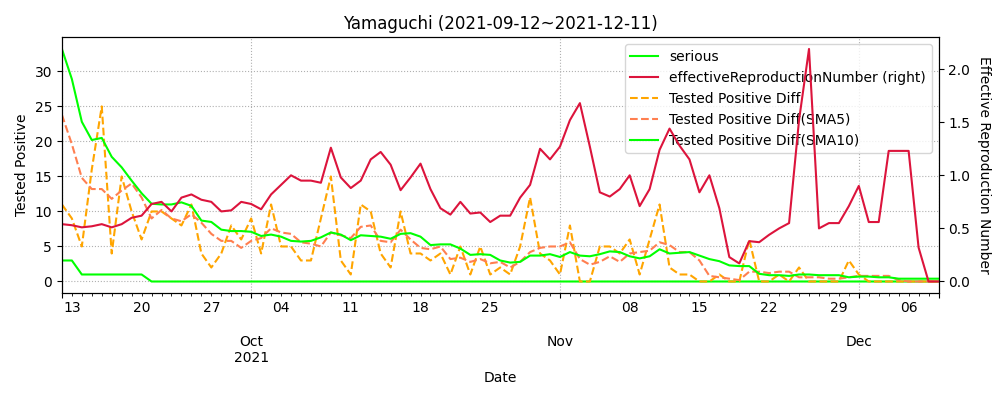 Yamaguchi (2021-09-12~2021-12-11)
serious
effectiveReproductionNumber (right)
Tested Positive Diff
Tested Positive Diff(SMA5)
Tested Positive Diff(SMA10)
Tested Positive
30
25
20
15
10
5
0
2.0
1.5
1.0
0.5
0.0
Effective Reproduction Number
13 20 27 04 11 18 25 08 15 22 29 06
Oct Nov Dec
2021
Date